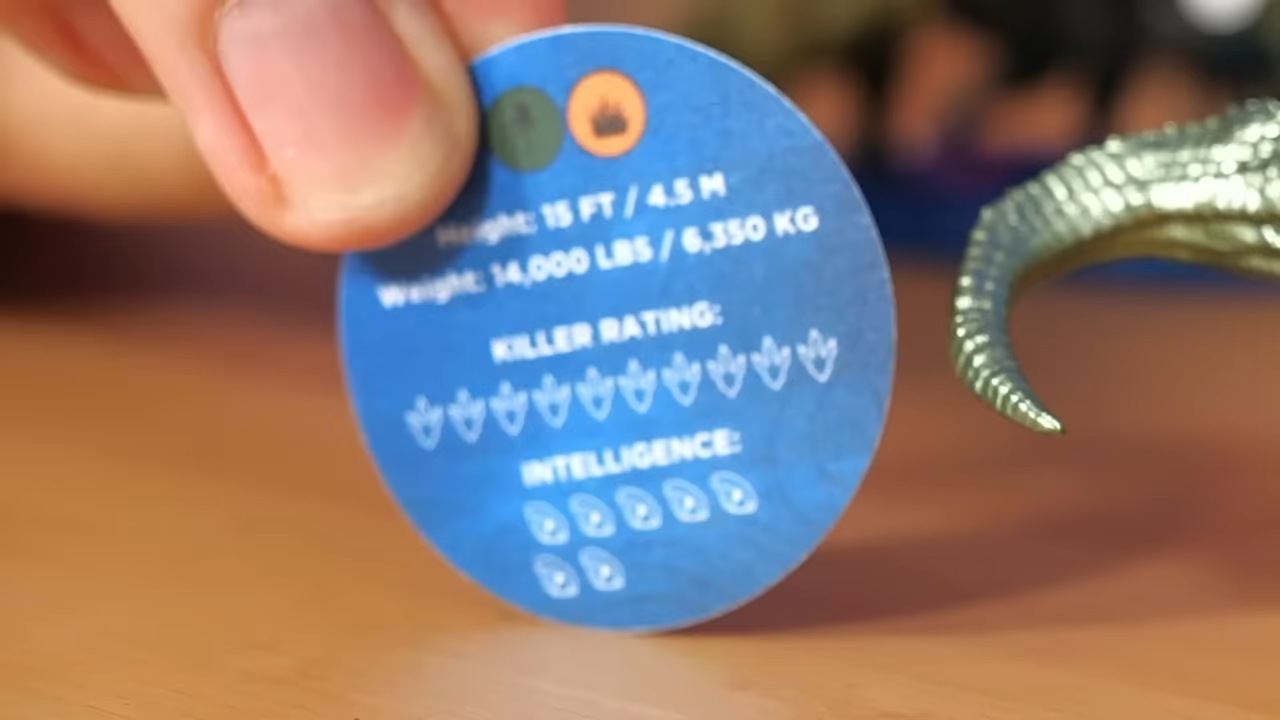 Height: 15 FT / 4.5 M
Weight: 14,000 LBS / 6,350 KG
KILLER RATING:
INTELLIGENCE: